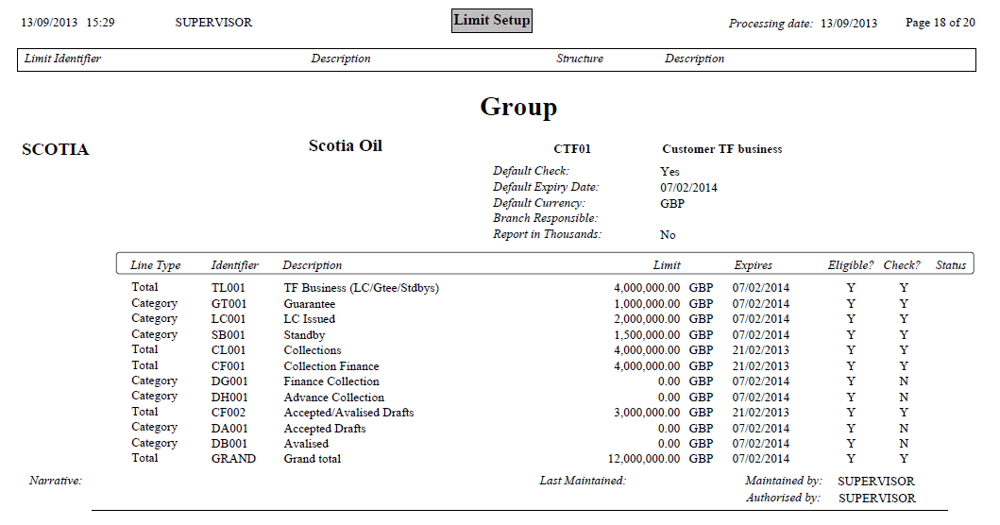 13/09/2013 15:29 SUPERVISOR Limit Setup Processing date: 13/09/2013 Page 18 of 20
Limit Identifier Description Structure Description
Group
SCOTIA Scotia Oil CTF01 Customer TF business
Default Check: Yes
Default Expiry Date: 07/02/2014
Default Currency: GBP
Branch Responsible:
Report in Thousands: No
Line Type Identifier Description Limit Expires Eligible? Check? Status
Total TL001 TF Business (LC/Gtee/Stdbys) 4,000,000.00 GBP 07/02/2014 Y Y
Category GT001 Guarantee 1,000,000.00 GBP 07/02/2014 Y Y
Category LC001 LC Issued 2,000,000.00 GBP 07/02/2014 Y Y
Category SB001 Standby 1,500,000.00 GBP 07/02/2014 Y Y
Total CL001 Collections 4,000,000.00 GBP 21/02/2013 Y Y
Total CF001 Collection Finance 4,000,000.00 GBP 21/02/2013 Y Y
Category DG001 Finance Collection 0.00 GBP 07/02/2014 Y N
Category DH001 Advance Collection 0.00 GBP 07/02/2014 Y N
Total CF002 Accepted/Avalised Drafts 3,000,000.00 GBP 21/02/2013 Y Y
Category DA001 Accepted Drafts 0.00 GBP 07/02/2014 Y N
Category DB001 Avalised 0.00 GBP 07/02/2014 Y N
Total GRAND Grand total 12,000,000.00 GBP 07/02/2014 Y Y
Narrative: Last Maintained: Maintained by: SUPERVISOR
Authorised by: SUPERVISOR